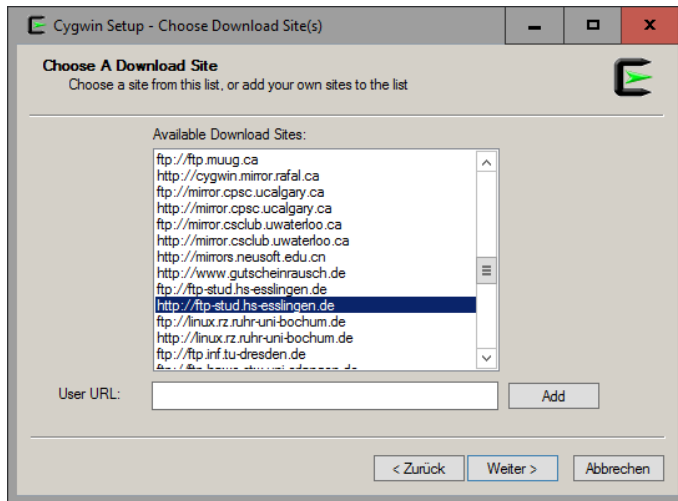 Cygwin Setup - Choose Download Site(s)
Choose A Download Site
Choose a site from this list, or add your own sites to the list
Available Download Sites:
ftp://ftp.muug.ca
http://cygwin.mirror.rafal.ca
ftp://mirror.cpsc.ucalgary.ca
http://mirror.cpsc.ucalgary.ca
ftp://mirror.csclub.uwaterloo.ca
http://mirror.csclub.uwaterloo.ca
http://mirrors.neusoft.edu.cn
http://www.gutscheinrausch.de
ftp://ftp-stud.hs-esslingen.de
http://ftp-stud.hs-esslingen.de
ftp://linux.rz.ruhr-uni-bochum.de
http://linux.rz.ruhr-uni-bochum.de
ftp://ftp.inf.tu-dresden.de
User URL:
Add
< Zurück
Weiter >
Abbrechen